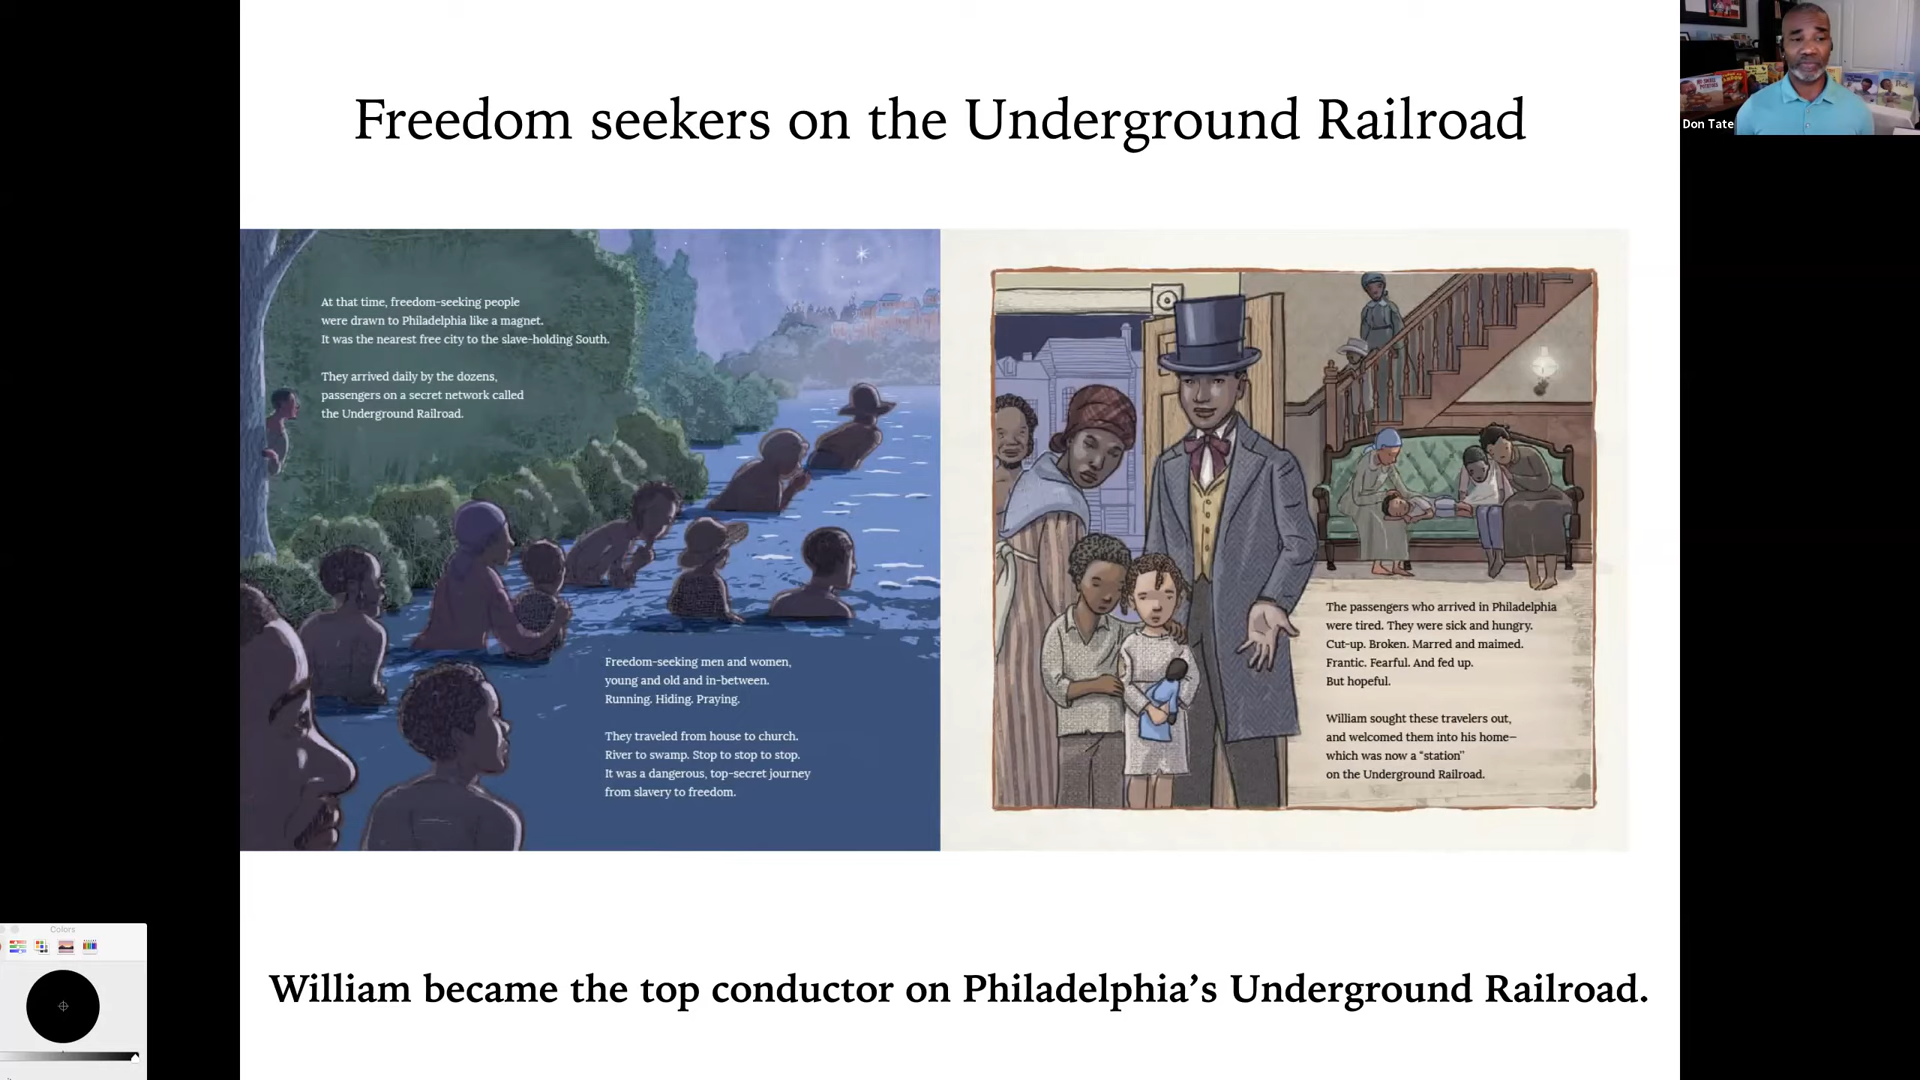 Freedom seekers on the Underground Railroad
Don Tate
At that time, freedom-seeking people
were drawn to Philadelphia like a magnet.
It was the nearest free city to the slave-holding South.
They arrived daily by the dozens,
passengers on a secret network called
the Underground Railroad.
Freedom-seeking men and women,
young and old and in-between.
Running. Hiding. Praying.
They traveled from house to church.
River to swamp. Stop to stop to stop.
It was a dangerous, top-secret journey
from slavery to freedom.
The passengers who arrived in Philadelphia
were tired. They were sick and hungry.
Cut-up. Broken. Marred and maimed.
Frantic. Fearful. And fed up.
But hopeful.
William sought these travelers out,
and welcomed them into his home—
which was now a “station”
on the Underground Railroad.
Colors
William became the top conductor on Philadelphia’s Underground Railroad.